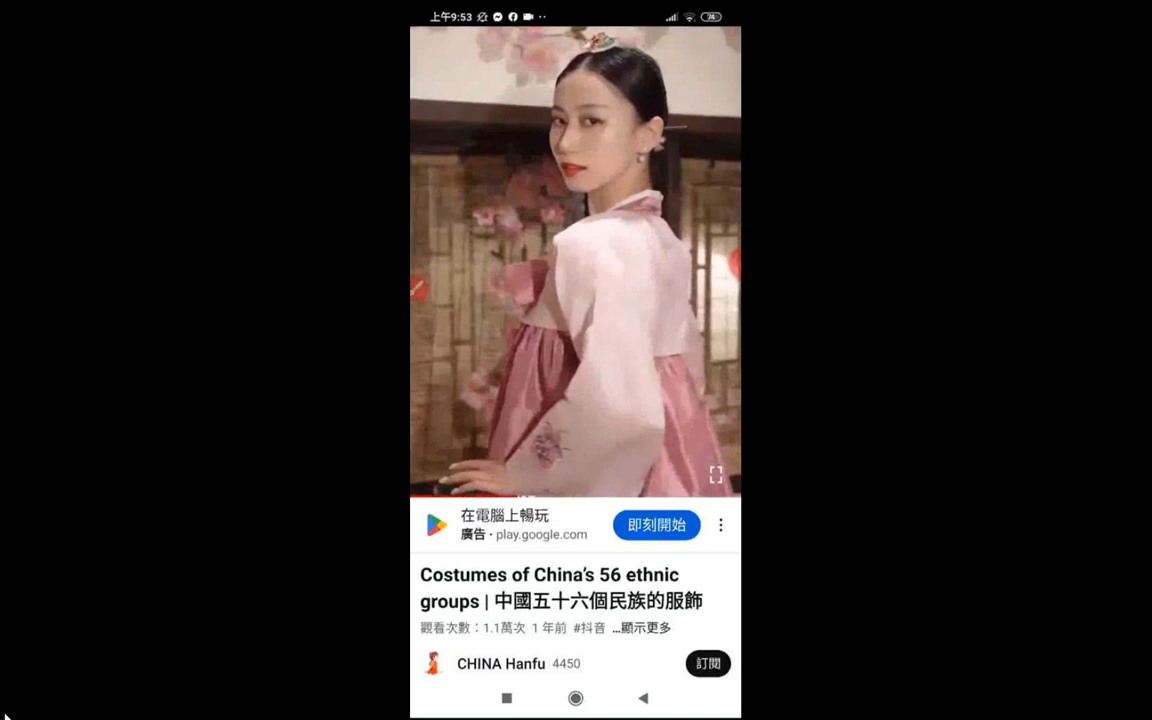 上午9:53
74
在電腦上暢玩
廣告 · play.google.com
即刻開始
Costumes of China's 56 ethnic
groups | 中國五十六個民族的服飾
觀看次數：1.1萬次 1 年前 #抖音 ...顯示更多
CHINA Hanfu 4450
訂閱